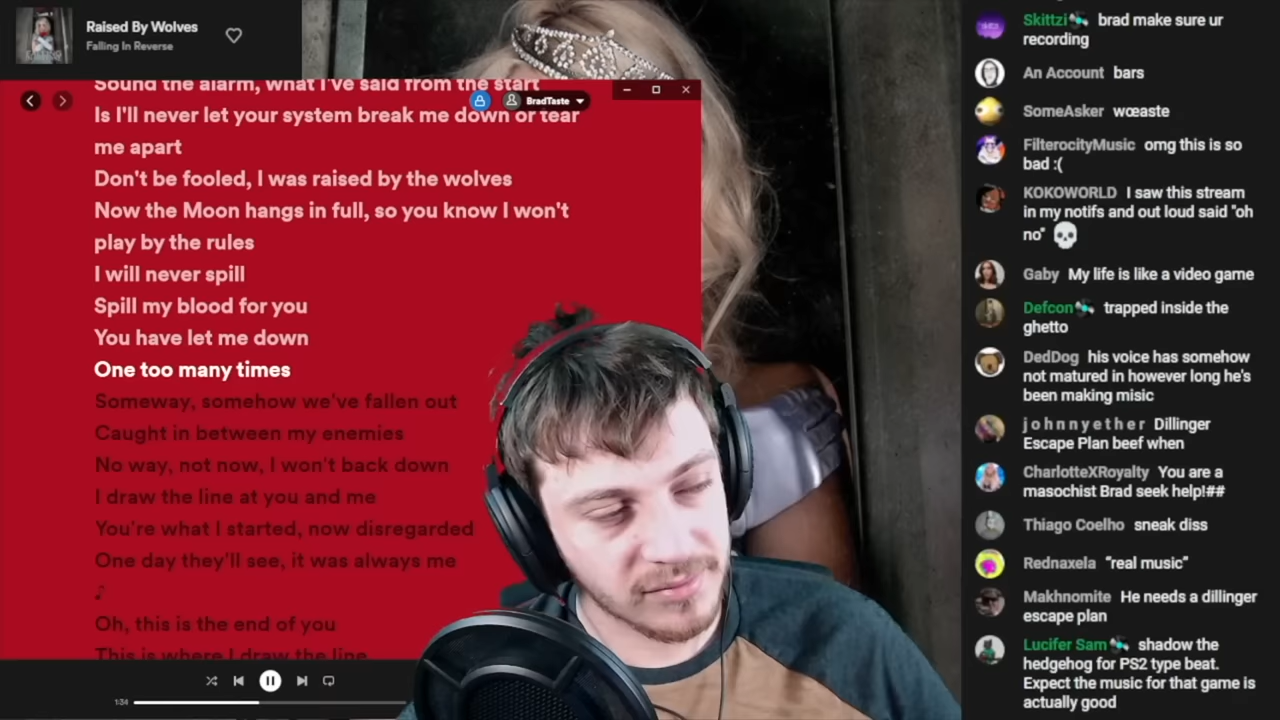 Raised By Wolves
Falling In Reverse
Sound the alarm, what I've said from the start
BradTaste
Is I'll never let your system break me down or tear
me apart
Don't be fooled, I was raised by the wolves
Now the Moon hangs in full, so you know I won't
play by the rules
I will never spill
Spill my blood for you
You have let me down
One too many times
Someway, somehow we've fallen out
Caught in between my enemies
No way, not now, I won't back down
I draw the line at you and me
You're what I started, now disregarded
One day they'll see, it was always me
♪
Oh, this is the end of you
This is where I draw the line
1:34
Skittzi brad make sure ur
recording
An Account bars
SomeAsker wœaste
FilterocityMusic omg this is so
bad :(
KOKOWORLD I saw this stream
in my notifs and out loud said "oh
no" 💀
Gaby My life is like a video game
Defcon trapped inside the
ghetto
DedDog his voice has somehow
not matured in however long he's
been making misic
johnnyether Dillinger
Escape Plan beef when
CharlotteXRoyalty You are a
masochist Brad seek help!##
Thiago Coelho sneak diss
Rednaxela “real music”
Makhnomite He needs a dillinger
escape plan
Lucifer Sam shadow the
hedgehog for PS2 type beat.
Expect the music for that game is
actually good